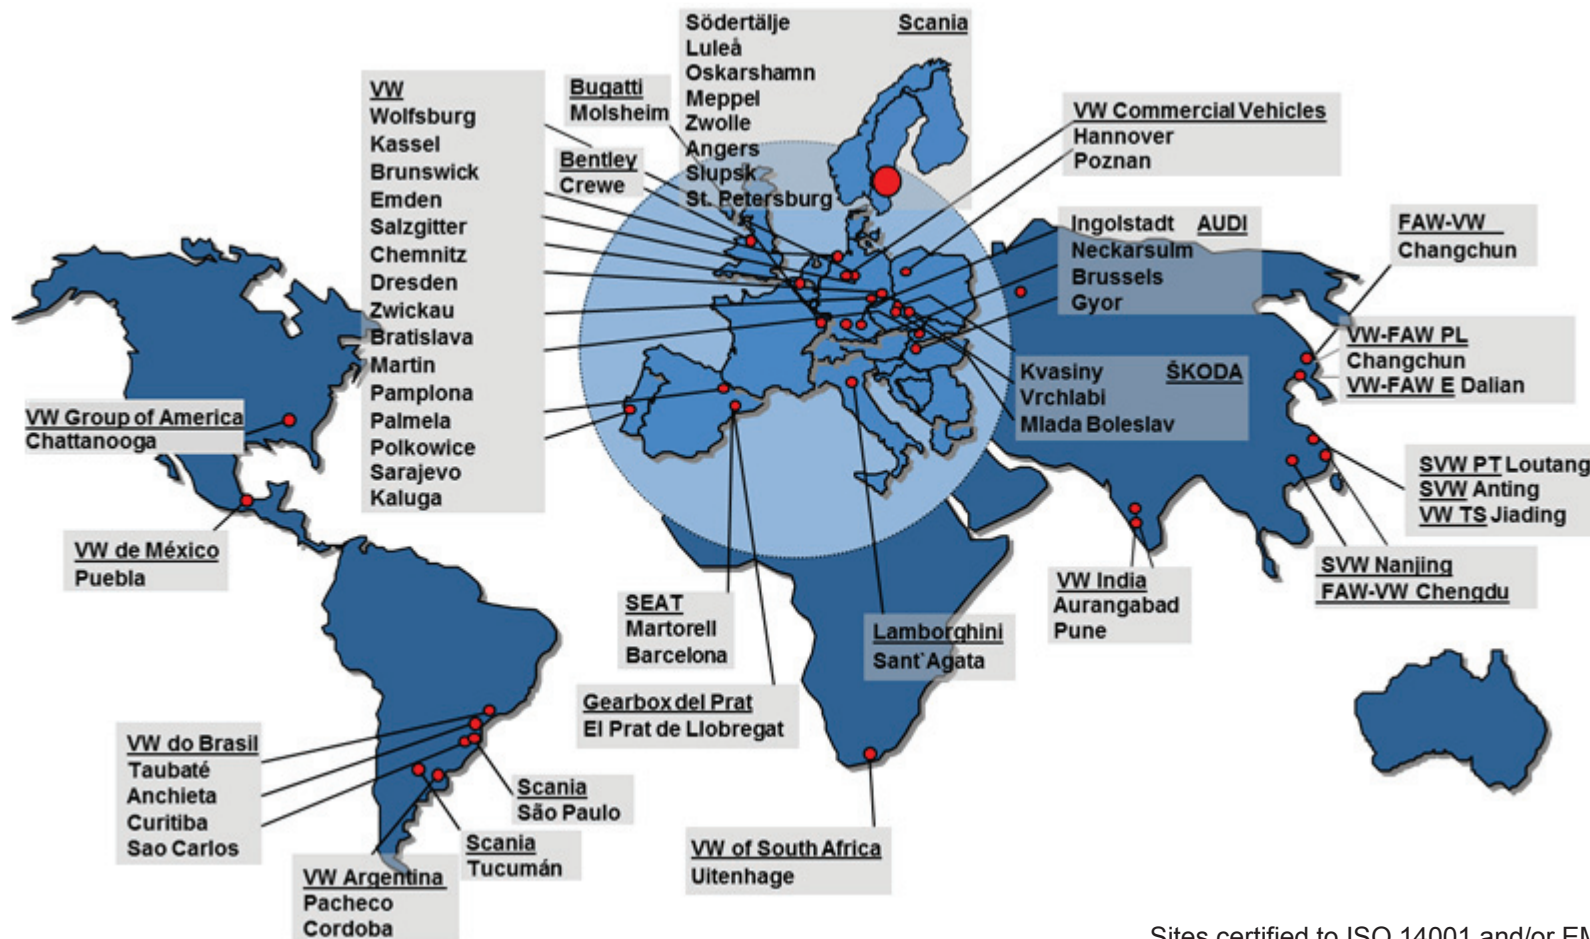 VW
Wolfsburg
Kassel
Brunswick
Emden
Salzgitter
Chemnitz
Dresden
Zwickau
Bratislava
Martin
Pamplona
Palmela
Polkowice
Sarajevo
Kaluga
Bugatti
Molsheim
Bentley
Crewe
Södertälje Scania
Luleå
Oskarshamn
Meppel
Zwolle
Angers
Slupsk
St. Petersburg
VW Commercial Vehicles
Hannover
Poznan
Ingolstadt AUDI
Neckarsulm
Brussels
Gyor
FAW-VW
Changchun
VW-FAW PL
Changchun
VW-FAW E Dalian
Kvasiny ŠKODA
Vrchlabi
Mlada Boleslav
SVW PT Loutang
SVW Anting
VW TS Jiading
SVW Nanjing
FAW-VW Chengdu
VW India
Aurangabad
Pune
VW Group of America
Chattanooga
VW de México
Puebla
SEAT
Martorell
Barcelona
Lamborghini
Sant`Agata
Gearbox del Prat
El Prat de Llobregat
VW do Brasil
Taubaté
Anchieta
Curitiba
Sao Carlos
Scania
São Paulo
Scania
Tucumán
VW Argentina
Pacheco
Cordoba
VW of South Africa
Uitenhage
Sites certified to ISO 14001 and/or EM